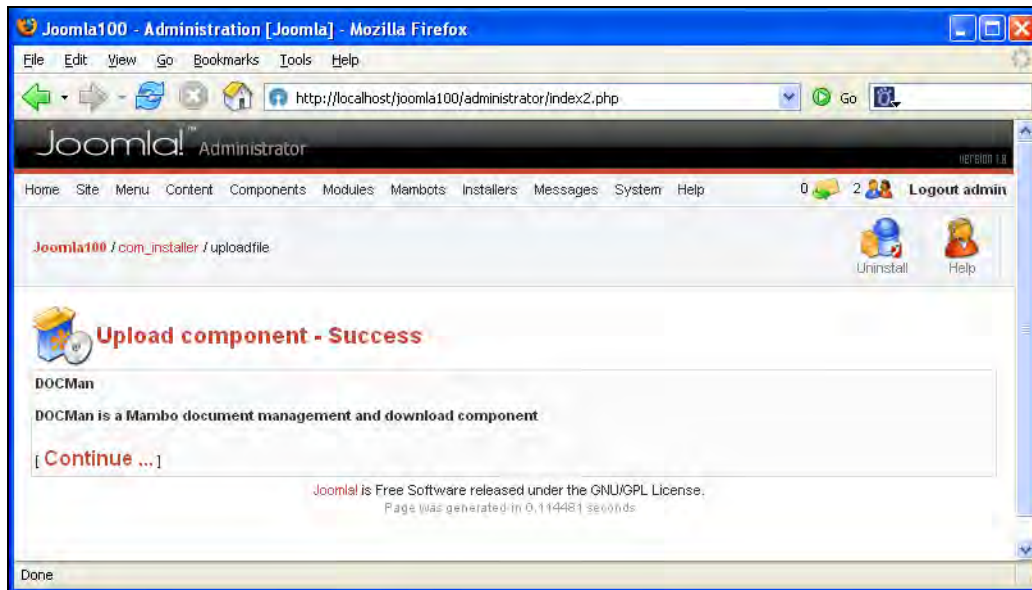 Joomla100 - Administration [Joomla] - Mozilla Firefox
File Edit View Go Bookmarks Tools Help
http://localhost/joomla100/administrator/index2.php Go
Joomla!™ Administrator
version 1.0
Home Site Menu Content Components Modules Mambots Installers Messages System Help 0 2 Logout admin
Joomla100 / com_installer / uploadfile
Uninstall Help
Upload component - Success
DOCMan
DOCMan is a Mambo document management and download component
[ Continue ... ]
Joomla! is Free Software released under the GNU/GPL License.
Page was generated in 0.114481 seconds
Done